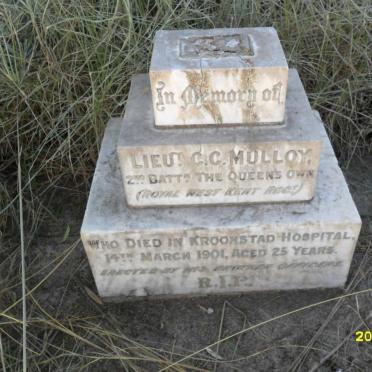 In Memory of
LIEUT C.C. MULLOY,
2ND BATTN THE QUEENS OWN
(ROYAL WEST KENT REGT)
WHO DIED IN KROONSTAD HOSPITAL,
14TH MARCH 1901, AGED 25 YEARS.
ERECTED BY HIS BROTHER OFFICERS
R.I.P.
20